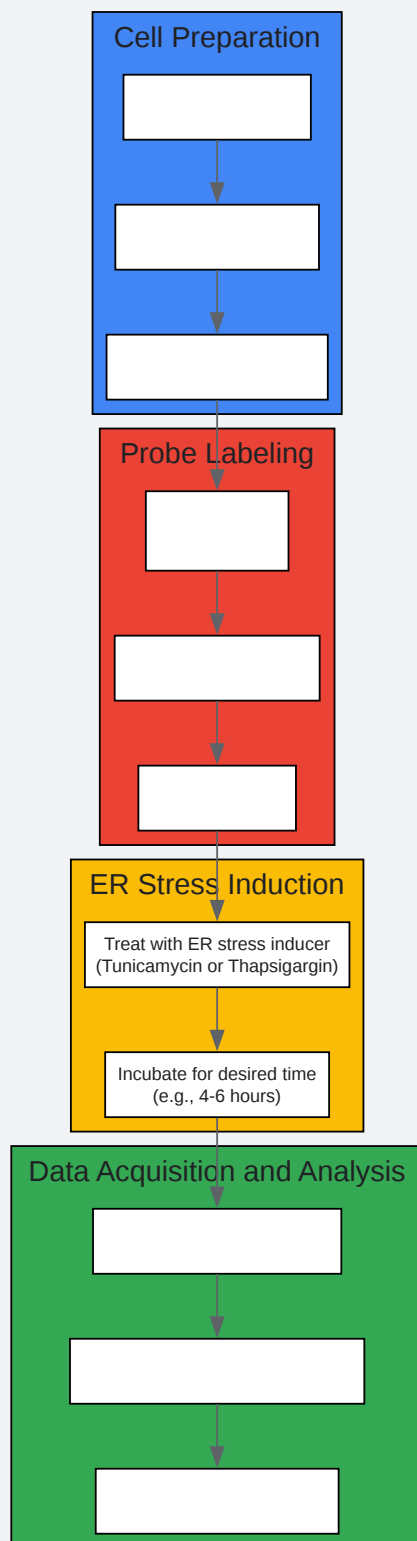 Cell Preparation
Probe Labeling
ER Stress Induction
Treat with ER stress inducer
(Tunicamycin or Thapsigargin)
Incubate for desired time
(e.g., 4-6 hours)
Data Acquisition and Analysis